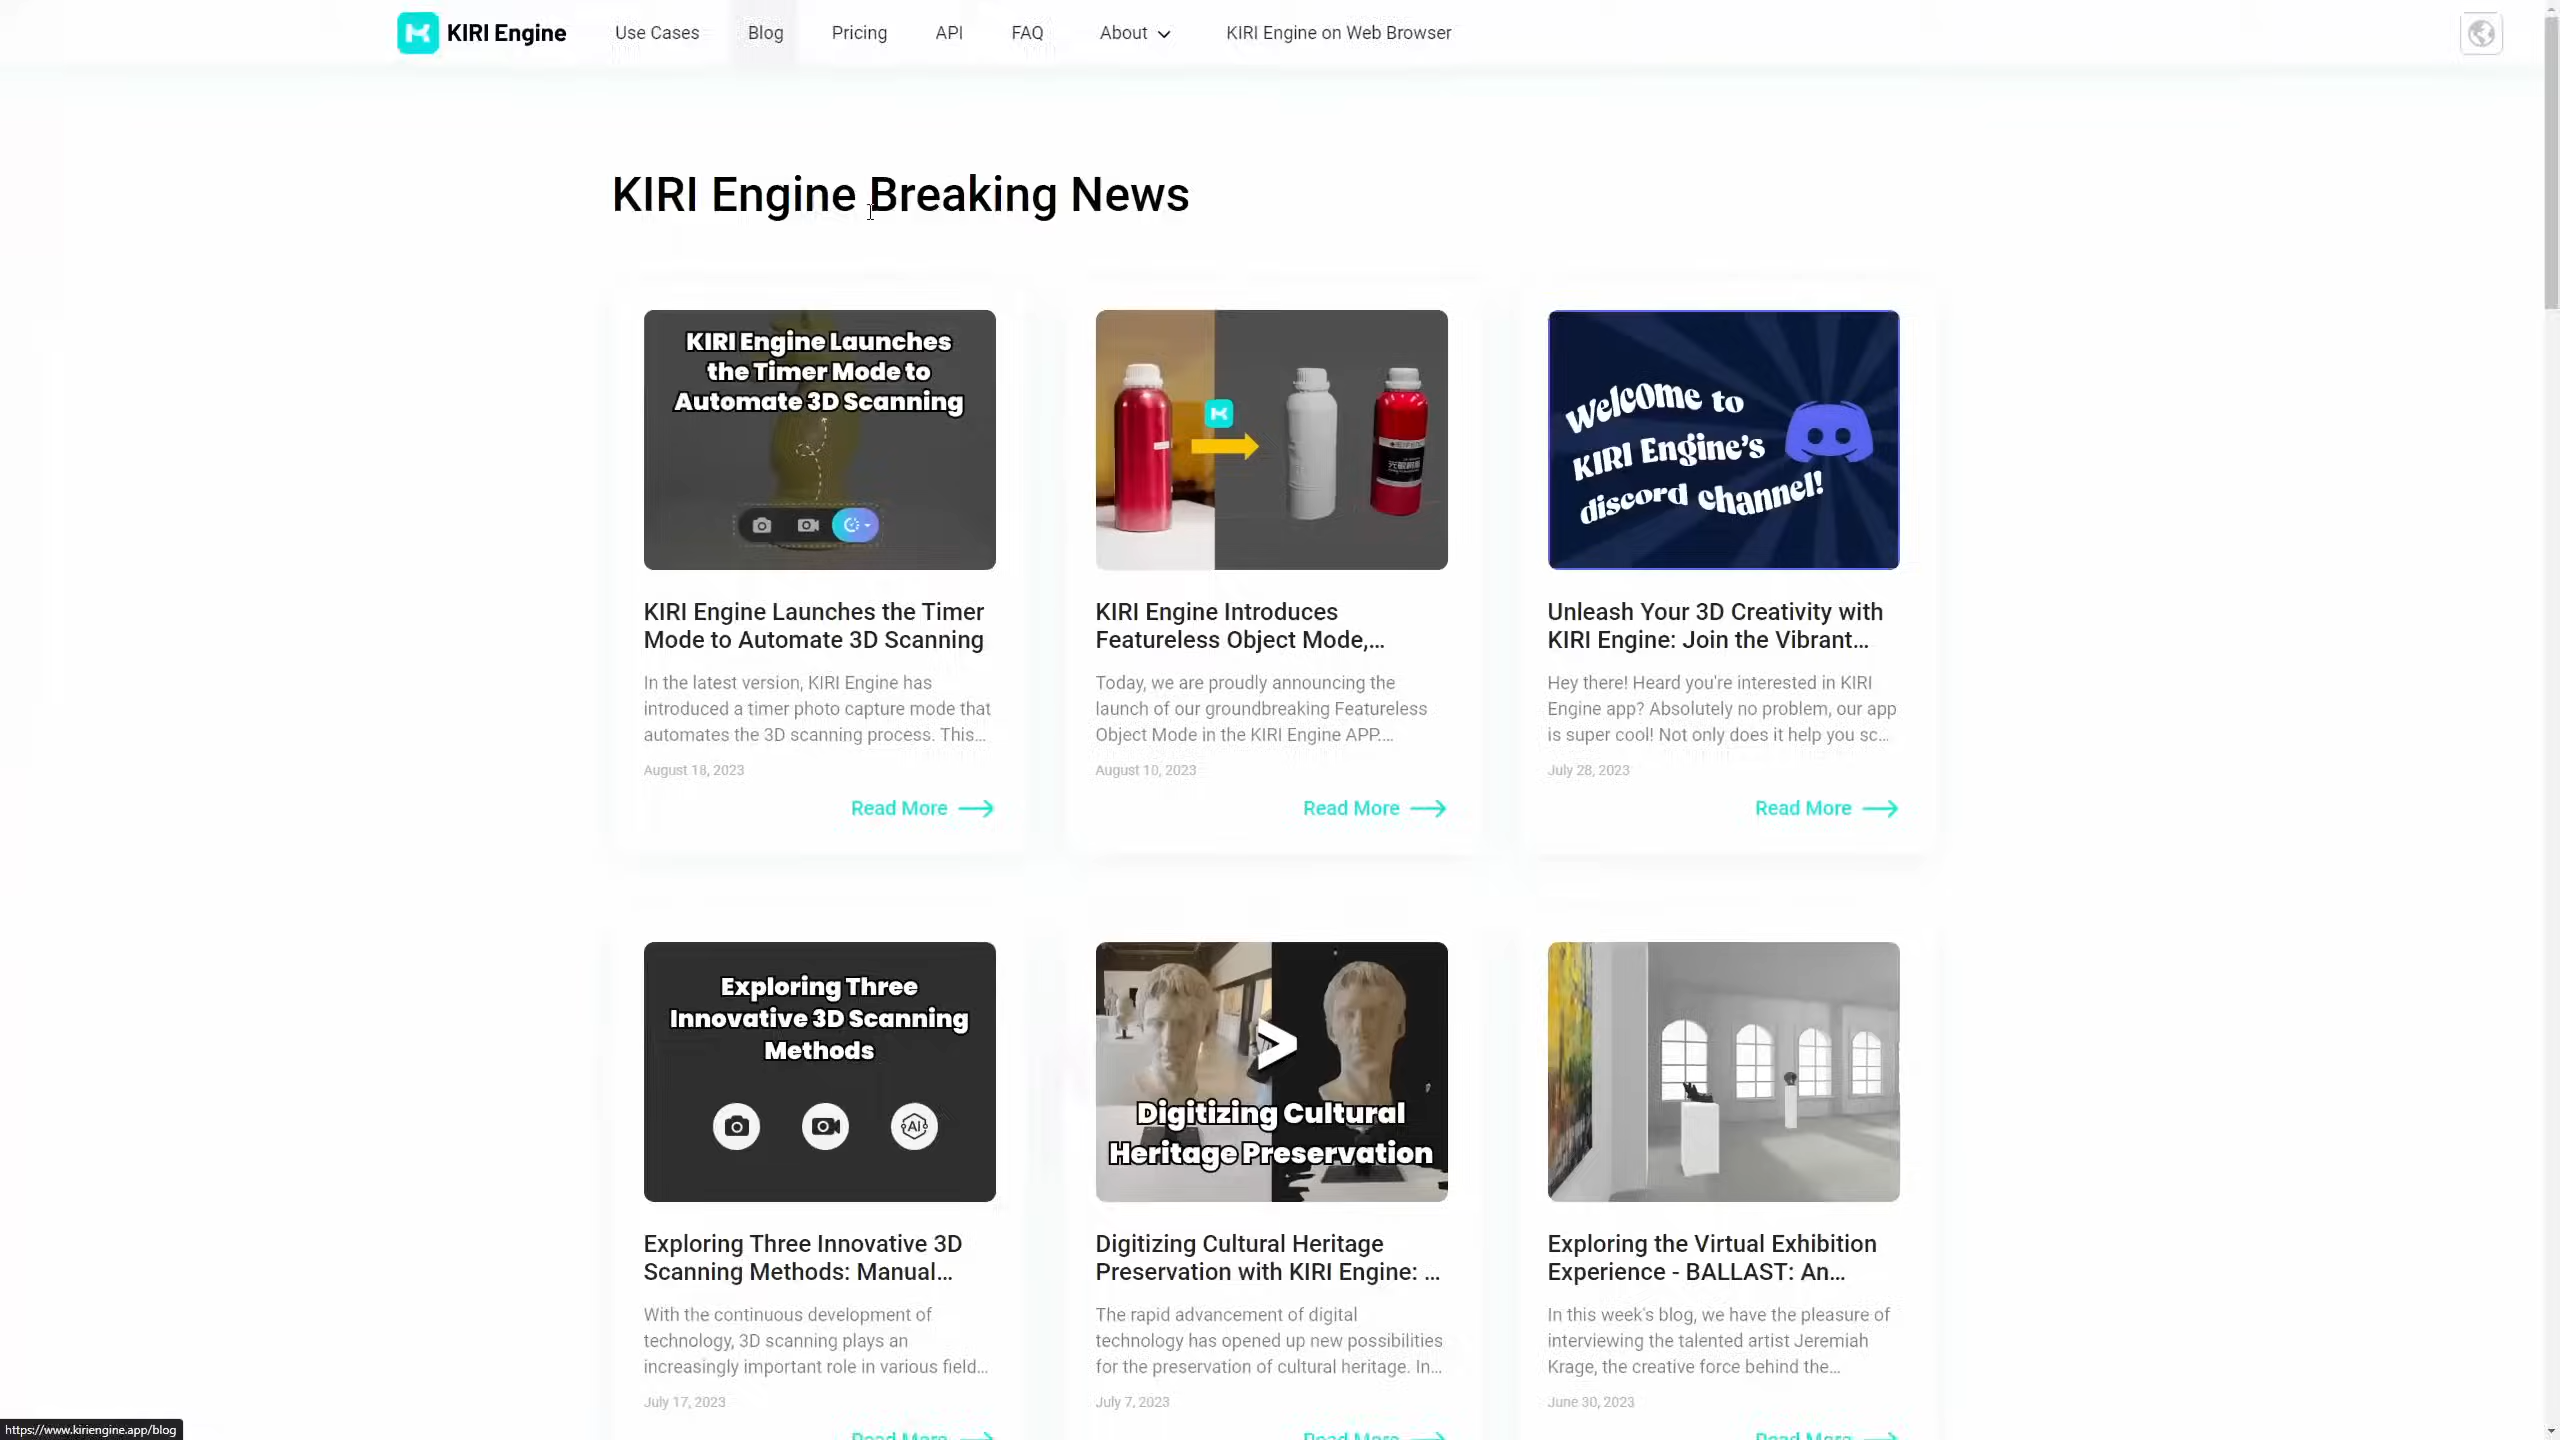 KIRI Engine
Use Cases
Blog
Pricing
API
FAQ
About
KIRI Engine on Web Browser
KIRI Engine Breaking News
KIRI Engine Launches
the Timer Mode to
Automate 3D Scanning
KIRI Engine Launches the Timer
Mode to Automate 3D Scanning
In the latest version, KIRI Engine has
introduced a timer photo capture mode that
automates the 3D scanning process. This...
August 18, 2023
Read More
KIRI Engine Introduces
Featureless Object Mode,...
Today, we are proudly announcing the
launch of our groundbreaking Featureless
Object Mode in the KIRI Engine APP....
August 10, 2023
Read More
Welcome to
KIRI Engine's
discord channel!
Unleash Your 3D Creativity with
KIRI Engine: Join the Vibrant...
Hey there! Heard you're interested in KIRI
Engine app? Absolutely no problem, our app
is super cool! Not only does it help you sc...
July 28, 2023
Read More
Exploring Three
Innovative 3D Scanning
Methods
AI
Exploring Three Innovative 3D
Scanning Methods: Manual...
With the continuous development of
technology, 3D scanning plays an
increasingly important role in various field...
July 17, 2023
Read More
>
Digitizing Cultural
Heritage Preservation
Digitizing Cultural Heritage
Preservation with KIRI Engine: ...
The rapid advancement of digital
technology has opened up new possibilities
for the preservation of cultural heritage. In...
July 7, 2023
Read More
Exploring the Virtual Exhibition
Experience - BALLAST: An...
In this week's blog, we have the pleasure of
interviewing the talented artist Jeremiah
Krage, the creative force behind the...
June 30, 2023
Read More
https://www.kiriengine.app/blog